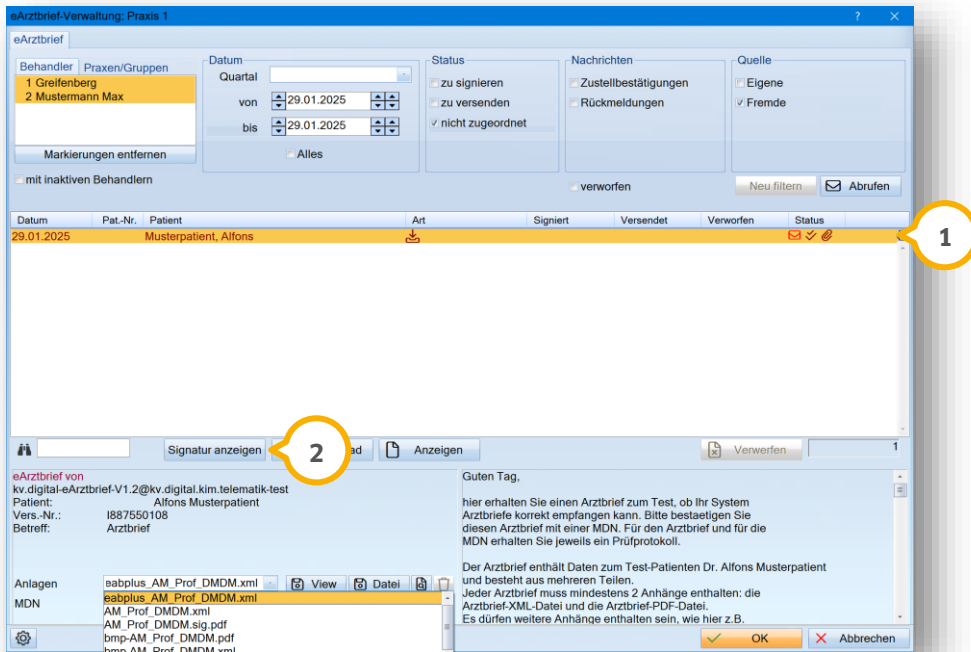 eArztbrief-Verwaltung: Praxis 1 ?
eArztbrief
Behandler Praxen/Gruppen
1 Greifenberg
2 Mustermann Max
Markierungen entfernen
mit inaktiven Behandlern
Datum
Quartal
von 29.01.2025
bis 29.01.2025
Alles
Status
zu signieren
zu versenden
nicht zugeordnet
Nachrichten
Zustellbestätigungen
Rückmeldungen
verworfen
Quelle
Eigene
Fremde
Neu filtern Abrufen
Datum Pat.-Nr. Patient Art Signiert Versendet Verworfen Status
29.01.2025 Musterpatient, Alfons
1
Signatur anzeigen 2 ad Anzeigen Verwerfen 1
eArztbrief von
kv.digital-eArztbrief-V1.2@kv.digital.kim.telematik-test
Patient: Alfons Musterpatient
Vers.-Nr.: I887550108
Betreff: Arztbrief
Anlagen eabplus_AM_Prof_DMDM.xml View Datei
MDN eabplus_AM_Prof_DMDM.xml
AM_Prof_DMDM.xml
AM_Prof_DMDM.sig.pdf
bmp-AM_Prof_DMDM.pdf
bmp-AM_Prof_DMDM.xml
Guten Tag,
hier erhalten Sie einen Arztbrief zum Test, ob Ihr System
Arztbriefe korrekt empfangen kann. Bitte bestaetigen Sie
diesen Arztbrief mit einer MDN. Für den Arztbrief und für die
MDN erhalten Sie jeweils ein Prüfprotokoll.
Der Arztbrief enthält Daten zum Test-Patienten Dr. Alfons Musterpatient
und besteht aus mehreren Teilen.
Jeder Arztbrief muss mindestens 2 Anhänge enthalten: die
Arztbrief-XML-Datei und die Arztbrief-PDF-Datei.
Es dürfen weitere Anhänge enthalten sein, wie hier z.B.
OK Abbrechen